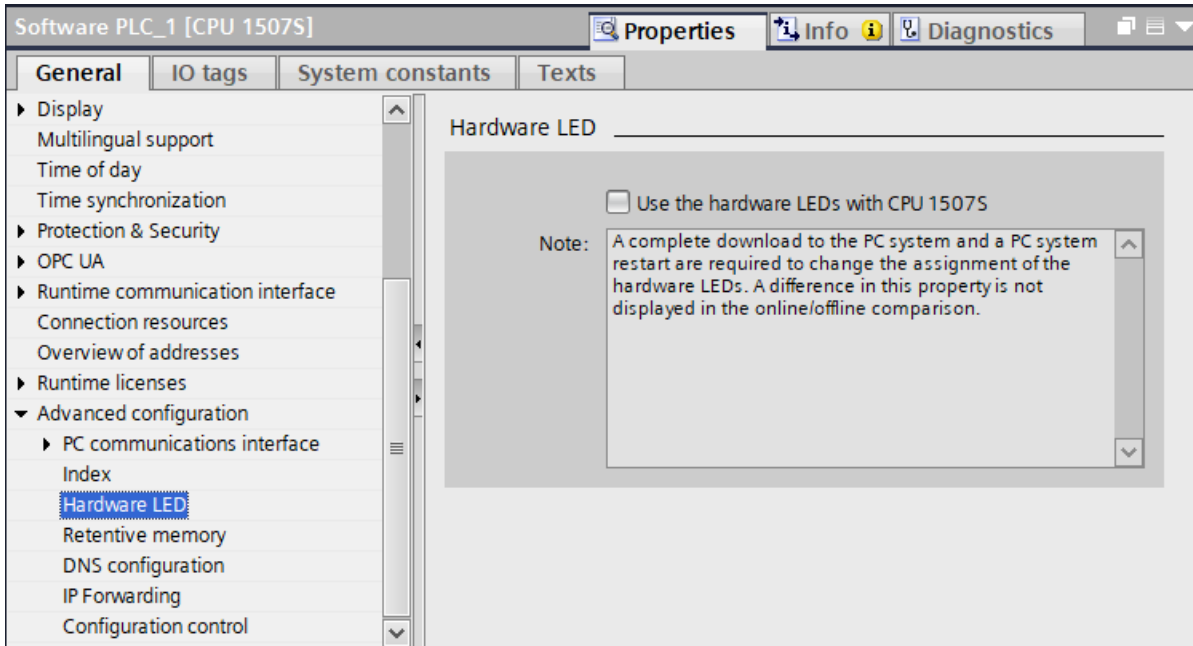 Software PLC_1 [CPU 1507S]
Properties
Info
Diagnostics
General
IO tags
System constants
Texts
Display
Multilingual support
Time of day
Time synchronization
Protection & Security
OPC UA
Runtime communication interface
Connection resources
Overview of addresses
Runtime licenses
Advanced configuration
PC communications interface
Index
Hardware LED
Retentive memory
DNS configuration
IP Forwarding
Configuration control
Hardware LED
Use the hardware LEDs with CPU 1507S
Note:
A complete download to the PC system and a PC system
restart are required to change the assignment of the
hardware LEDs. A difference in this property is not
displayed in the online/offline comparison.